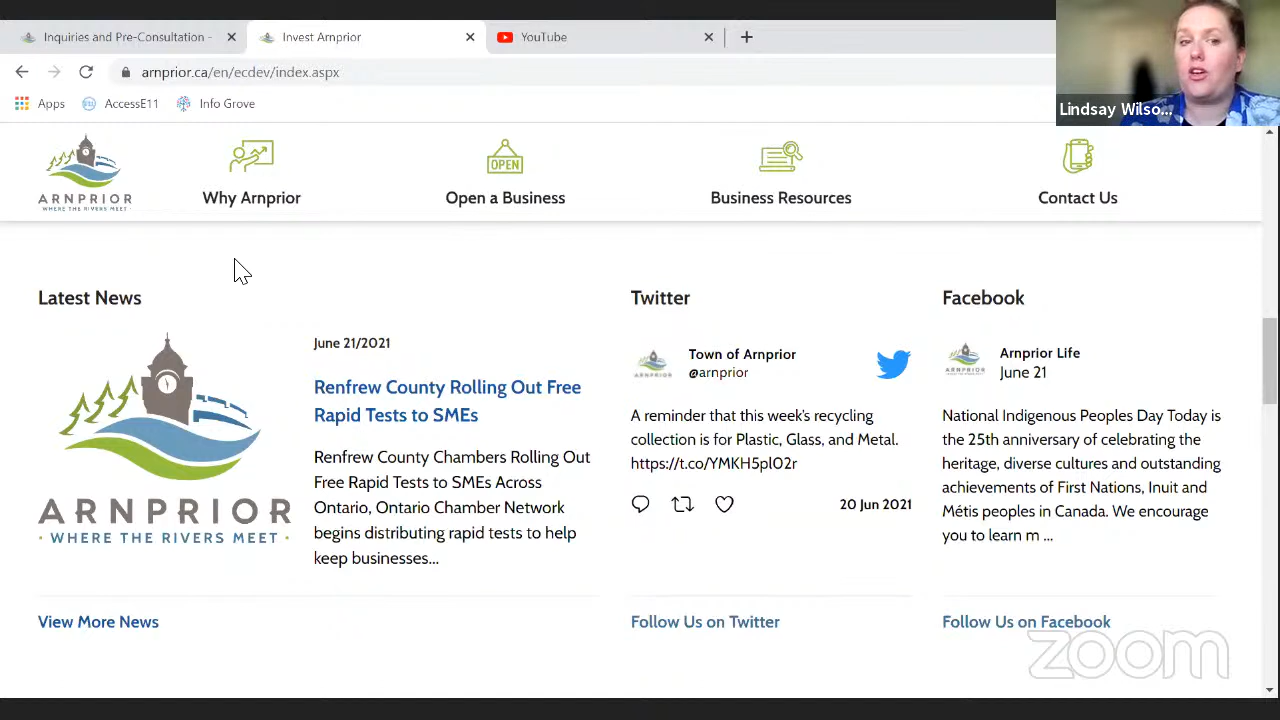 Inquiries and Pre-Consultation -
Invest Arnprior
YouTube
arnprior.ca/en/ecdev/index.aspx
Apps
AccessE11
Info Grove
Lindsay Wilso...
ARNPRIOR
WHERE THE RIVERS MEET
Why Arnprior
OPEN
Open a Business
Business Resources
Contact Us
Latest News
ARNPRIOR
· WHERE THE RIVERS MEET ·
June 21/2021
Renfrew County Rolling Out Free
Rapid Tests to SMEs
Renfrew County Chambers Rolling Out
Free Rapid Tests to SMEs Across
Ontario, Ontario Chamber Network
begins distributing rapid tests to help
keep businesses...
View More News
Twitter
Town of Arnprior
@arnprior
A reminder that this week's recycling
collection is for Plastic, Glass, and Metal.
https://t.co/YMKH5pl02r
20 Jun 2021
Follow Us on Twitter
Facebook
Arnprior Life
June 21
National Indigenous Peoples Day Today is
the 25th anniversary of celebrating the
heritage, diverse cultures and outstanding
achievements of First Nations, Inuit and
Métis peoples in Canada. We encourage
you to learn m ...
Follow Us on Facebook
zoom